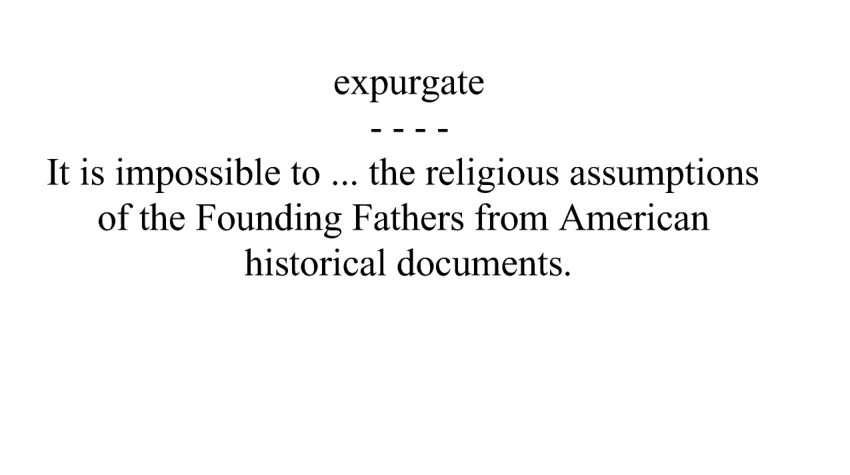 expurgate
- - - -
It is impossible to ... the religious assumptions
of the Founding Fathers from American
historical documents.